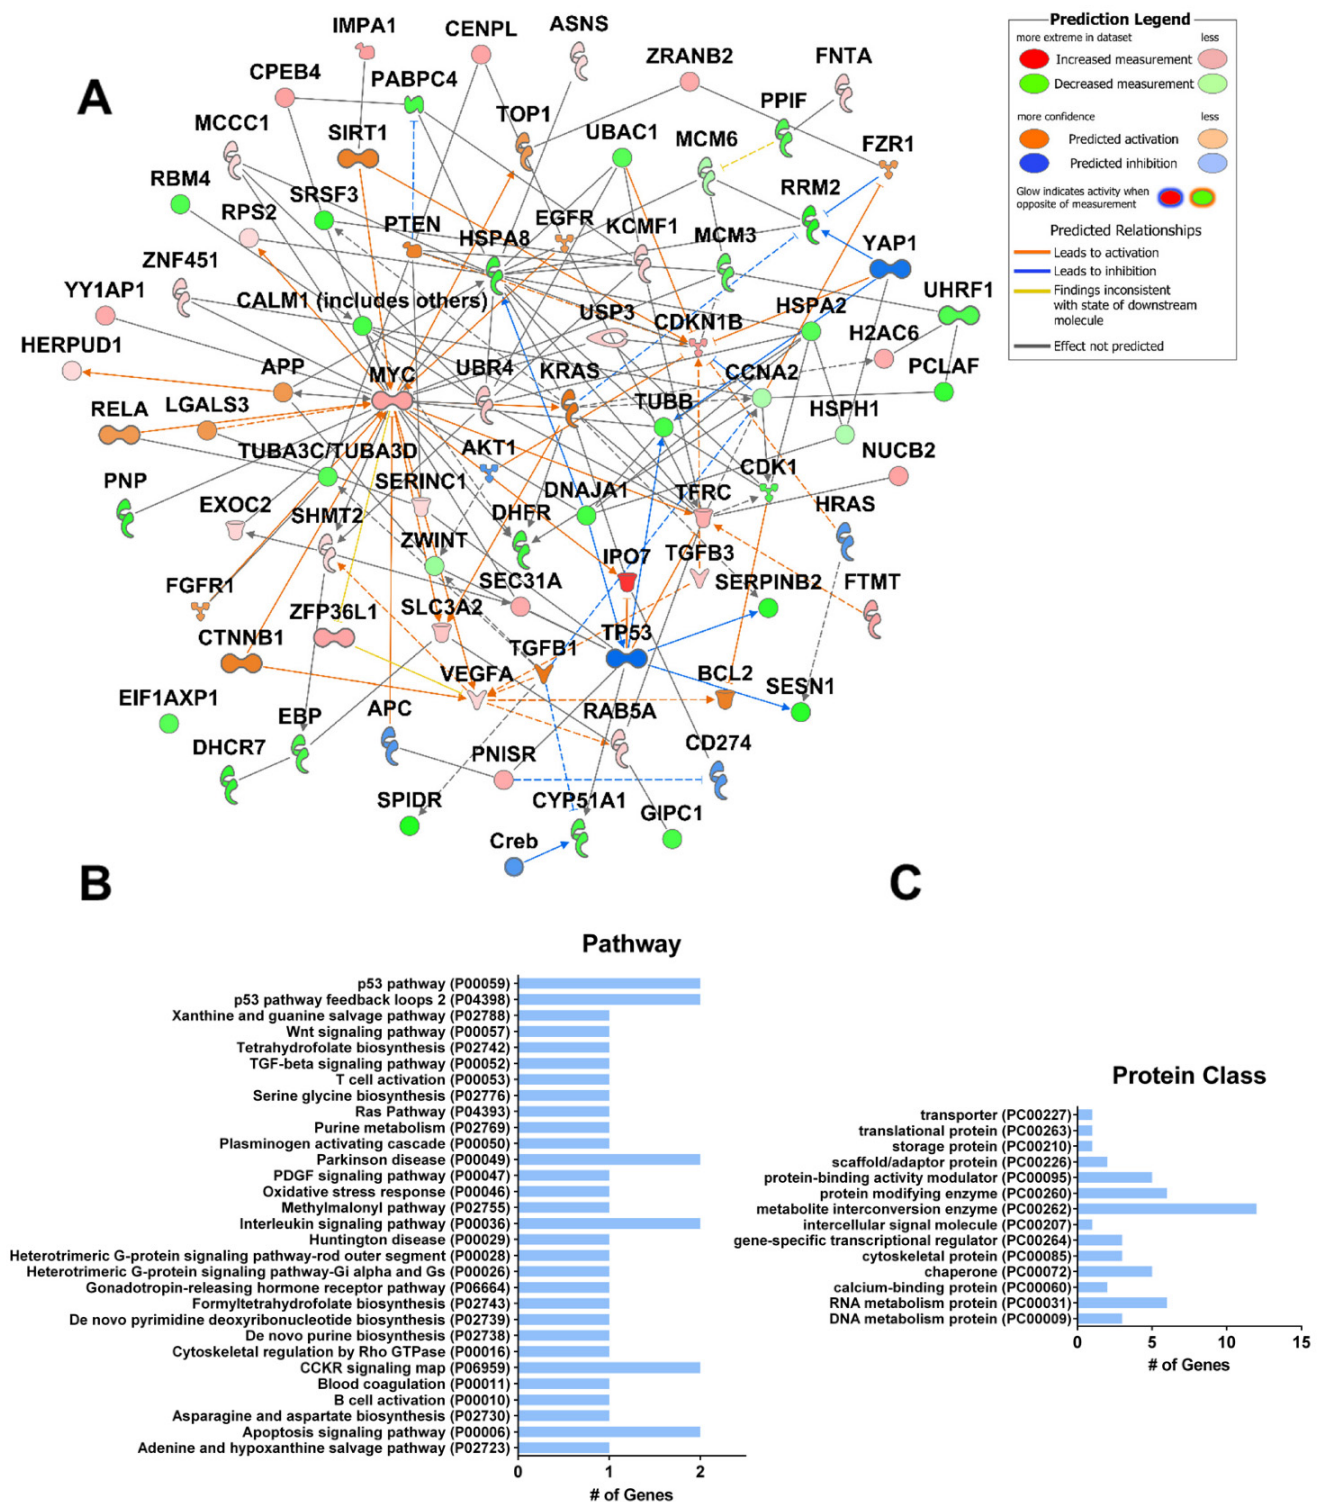 A
IMPA1
CENPL
ASNS
ZRANB2
FNTA
CPEB4
PABPC4
PPIF
TOP1
MCCC1
SIRT1
UBAC1
MCM6
FZR1
RBM4
SRSF3
RRM2
RPS2
PTEN
EGFR
KCMF1
HSPA8
MCM3
YAP1
ZNF451
YY1AP1
CALM1 (includes others)
USP3
CDKN1B
HSPA2
UHRF1
H2AC6
HERPUD1
APP
MYC
UBR4
KRAS
CCNA2
PCLAF
RELA
LGALS3
TUBB
HSPH1
TUBA3C/TUBA3D
AKT1
NUCB2
PNP
SERINC1
CDK1
EXOC2
SHMT2
DHFR
DNAJA1
TFRC
HRAS
ZWINT
IPO7
TGFB3
FGFR1
SEC31A
SERPINB2
FTMT
ZFP36L1
SLC3A2
CTNNB1
TGFB1
TP53
VEGFA
BCL2
SESN1
EIF1AXP1
EBP
APC
RAB5A
DHCR7
PNISR
CD274
SPIDR
CYP51A1
GIPC1
Creb
Prediction Legend
more extreme in dataset less
Increased measurement
Decreased measurement
more confidence less
Predicted activation
Predicted inhibition
Glow indicates activity when
opposite of measurement
Predicted Relationships
Leads to activation
Leads to inhibition
Findings inconsistent
with state of downstream
molecule
Effect not predicted
B
Pathway
p53 pathway (P00059)
p53 pathway feedback loops 2 (P04398)
Xanthine and guanine salvage pathway (P02788)
Wnt signaling pathway (P00057)
Tetrahydrofolate biosynthesis (P02742)
TGF-beta signaling pathway (P00052)
T cell activation (P00053)
Serine glycine biosynthesis (P02776)
Ras Pathway (P04393)
Purine metabolism (P02769)
Plasminogen activating cascade (P00050)
Parkinson disease (P00049)
PDGF signaling pathway (P00047)
Oxidative stress response (P00046)
Methylmalonyl pathway (P02755)
Interleukin signaling pathway (P00036)
Huntington disease (P00029)
Heterotrimeric G-protein signaling pathway-rod outer segment (P00028)
Heterotrimeric G-protein signaling pathway-Gi alpha and Gs (P00026)
Gonadotropin-releasing hormone receptor pathway (P06664)
Formyltetrahydrofolate biosynthesis (P02743)
De novo pyrimidine deoxyribonucleotide biosynthesis (P02739)
De novo purine biosynthesis (P02738)
Cytoskeletal regulation by Rho GTPase (P00016)
CCKR signaling map (P06959)
Blood coagulation (P00011)
B cell activation (P00010)
Asparagine and aspartate biosynthesis (P02730)
Apoptosis signaling pathway (P00006)
Adenine and hypoxanthine salvage pathway (P02723)
0 1 2
# of Genes
C
Protein Class
transporter (PC00227)
translational protein (PC00263)
storage protein (PC00210)
scaffold/adaptor protein (PC00226)
protein-binding activity modulator (PC00095)
protein modifying enzyme (PC00260)
metabolite interconversion enzyme (PC00262)
intercellular signal molecule (PC00207)
gene-specific transcriptional regulator (PC00264)
cytoskeletal protein (PC00085)
chaperone (PC00072)
calcium-binding protein (PC00060)
RNA metabolism protein (PC00031)
DNA metabolism protein (PC00009)
0 5 10 15
# of Genes